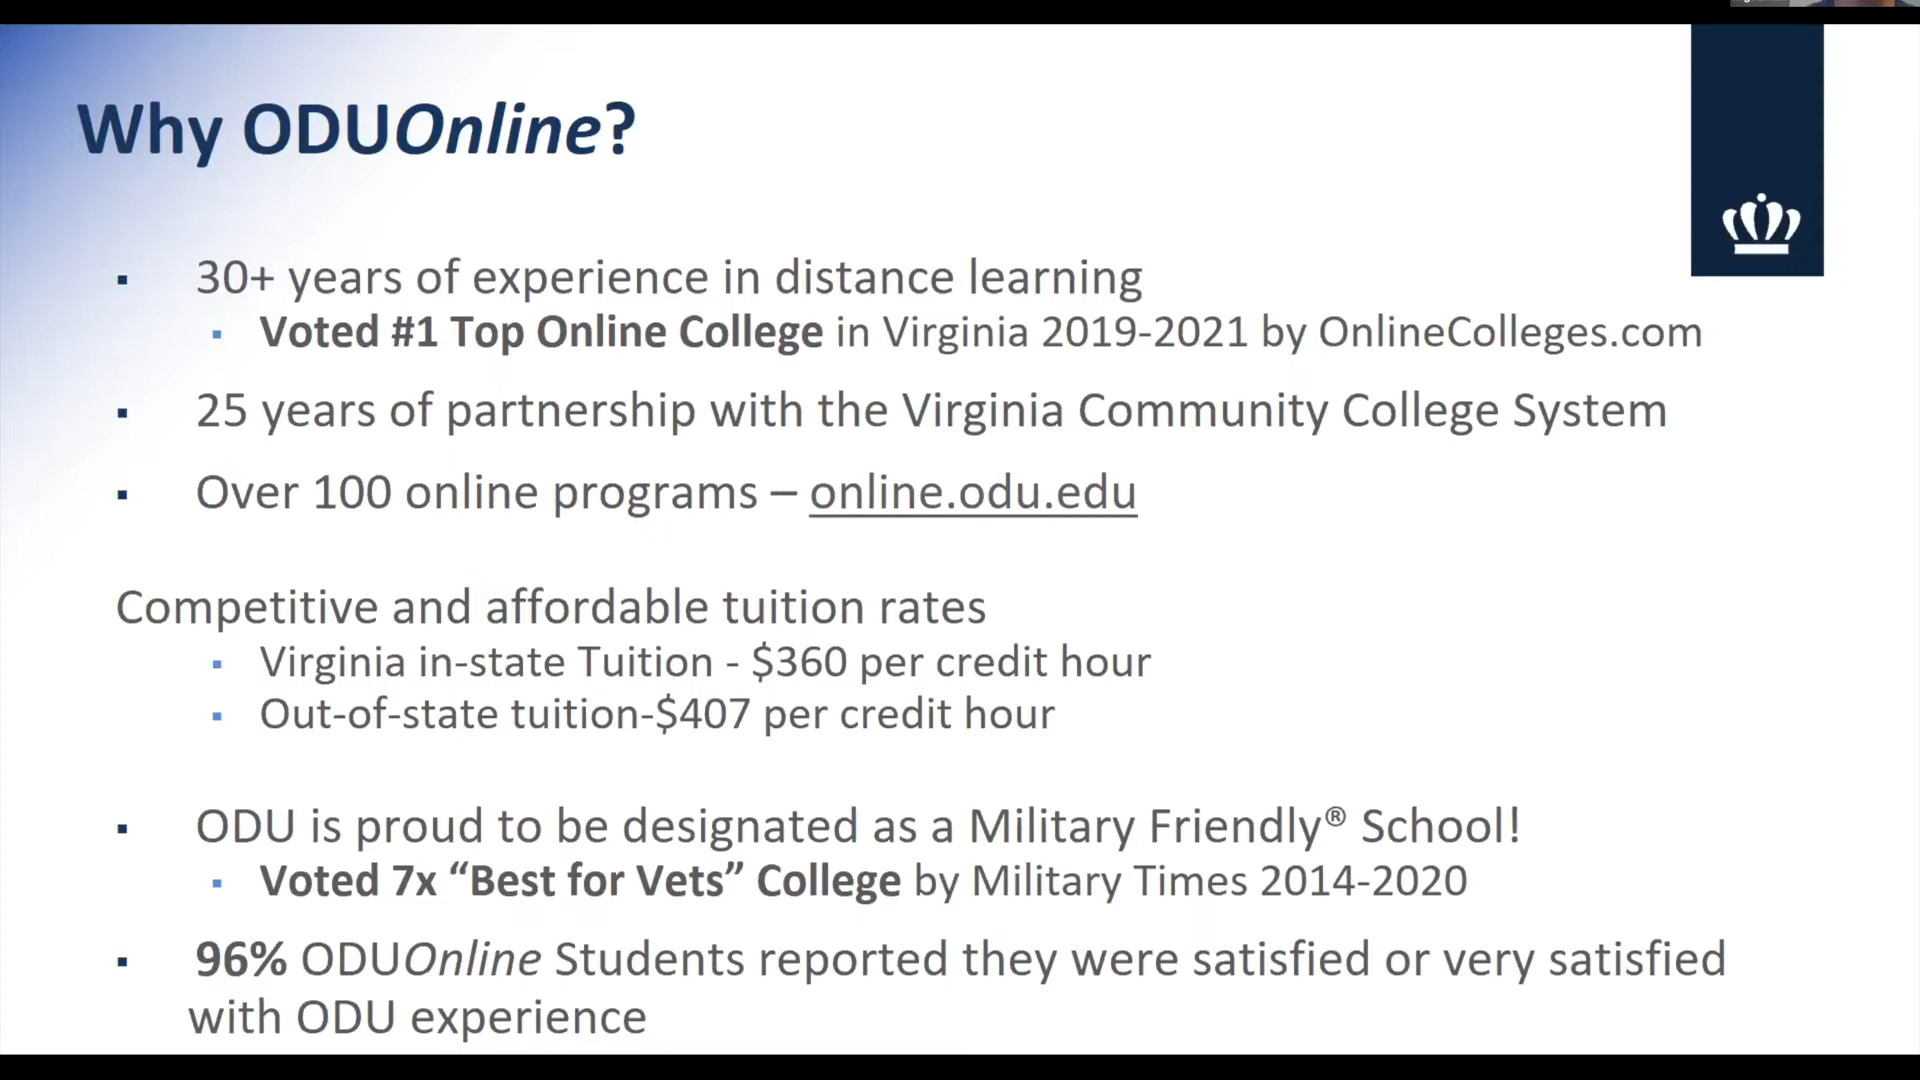 Why ODUOnline?
▪ 30+ years of experience in distance learning
▪ Voted #1 Top Online College in Virginia 2019-2021 by OnlineColleges.com
▪ 25 years of partnership with the Virginia Community College System
▪ Over 100 online programs – online.odu.edu
Competitive and affordable tuition rates
▪ Virginia in-state Tuition - $360 per credit hour
▪ Out-of-state tuition-$407 per credit hour
▪ ODU is proud to be designated as a Military Friendly® School!
▪ Voted 7x “Best for Vets” College by Military Times 2014-2020
▪ 96% ODUOnline Students reported they were satisfied or very satisfied
with ODU experience